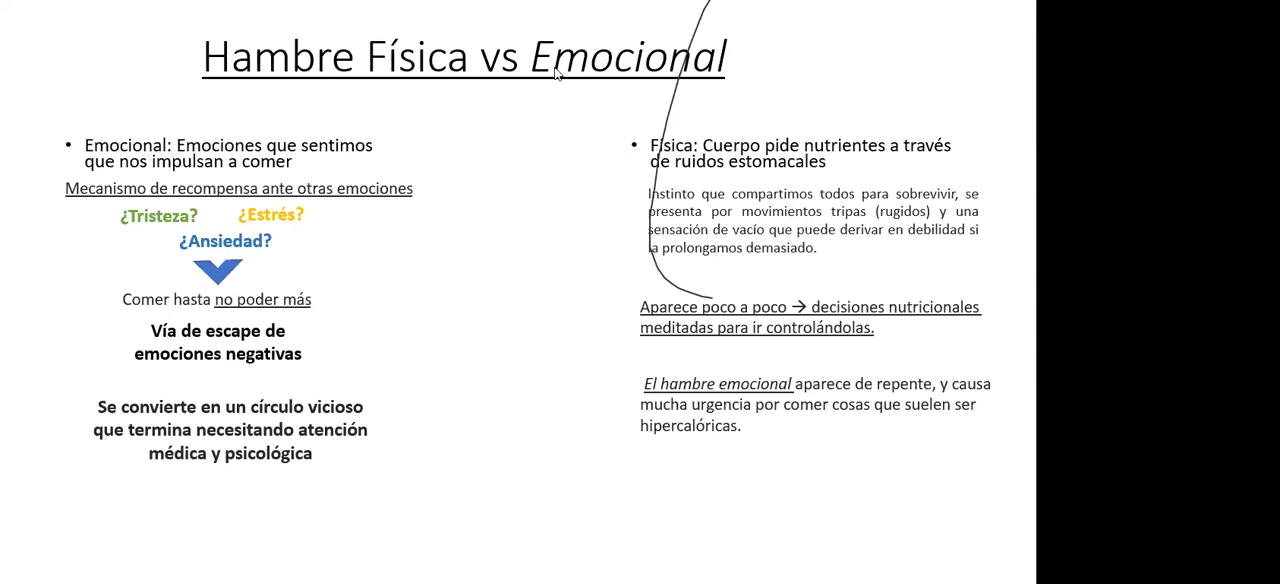 Hambre Física vs Emocional
• Emocional: Emociones que sentimos
que nos impulsan a comer
Mecanismo de recompensa ante otras emociones
¿Tristeza? ¿Estrés?
¿Ansiedad?
Comer hasta no poder más
Vía de escape de
emociones negativas
Se convierte en un círculo vicioso
que termina necesitando atención
médica y psicológica
• Física: Cuerpo pide nutrientes a través
de ruidos estomacales
Instinto que compartimos todos para sobrevivir, se
presenta por movimientos tripas (rugidos) y una
sensación de vacío que puede derivar en debilidad si
la prolongamos demasiado.
Aparece poco a poco → decisiones nutricionales
meditadas para ir controlándolas.
El hambre emocional aparece de repente, y causa
mucha urgencia por comer cosas que suelen ser
hipercalóricas.